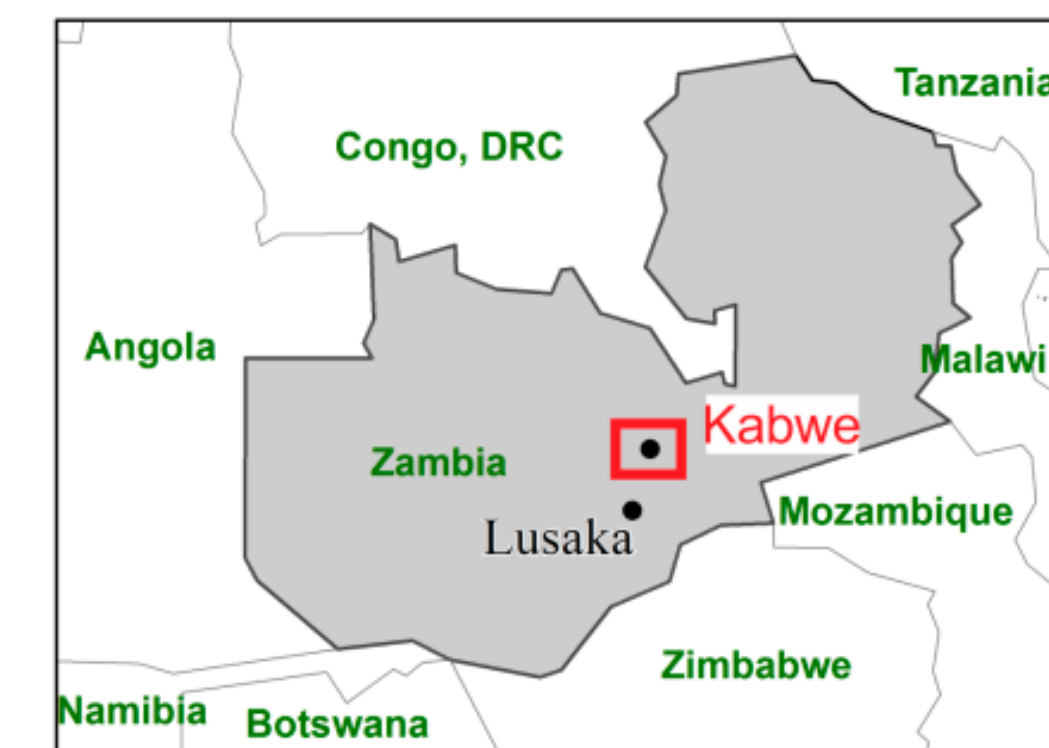 Tanzania
Congo, DRC
Angola
Malawi
Kabwe
Zambia
Mozambique
Lusaka
Zimbabwe
Namibia
Botswana